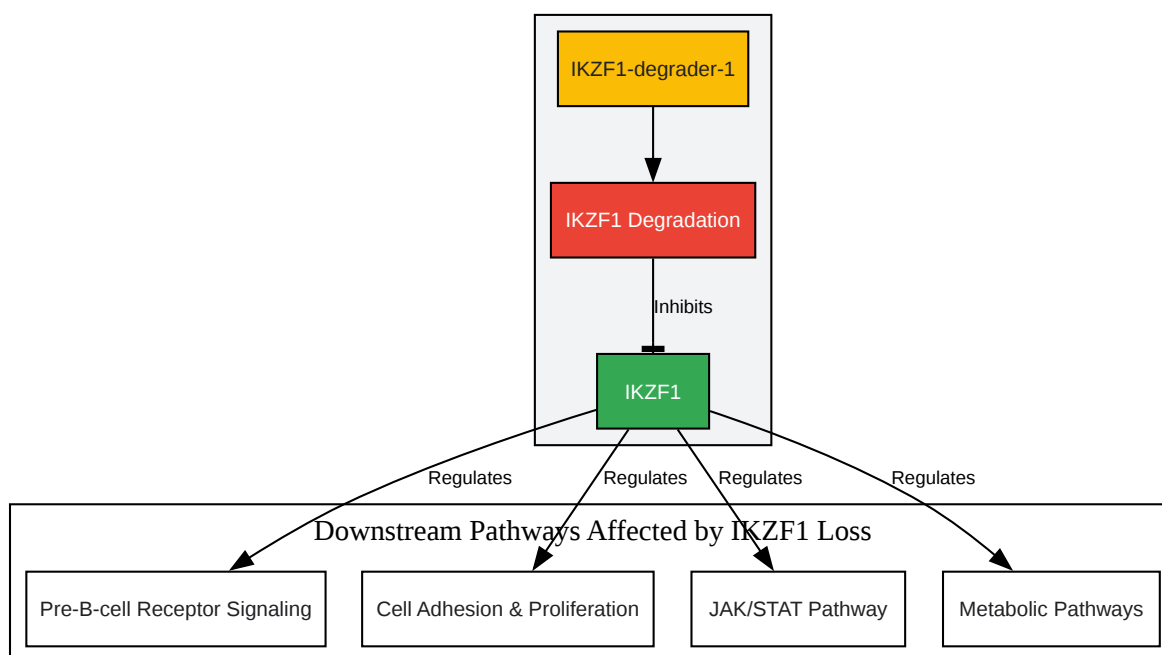 IKZF1-degrader-1
IKZF1 Degradation
Inhibits
IKZF1
Regulates
Regulates
Regulates
Regulates
Downstream Pathways Affected by IKZF1 Loss
Pre-B-cell Receptor Signaling
Cell Adhesion & Proliferation
JAK/STAT Pathway
Metabolic Pathways